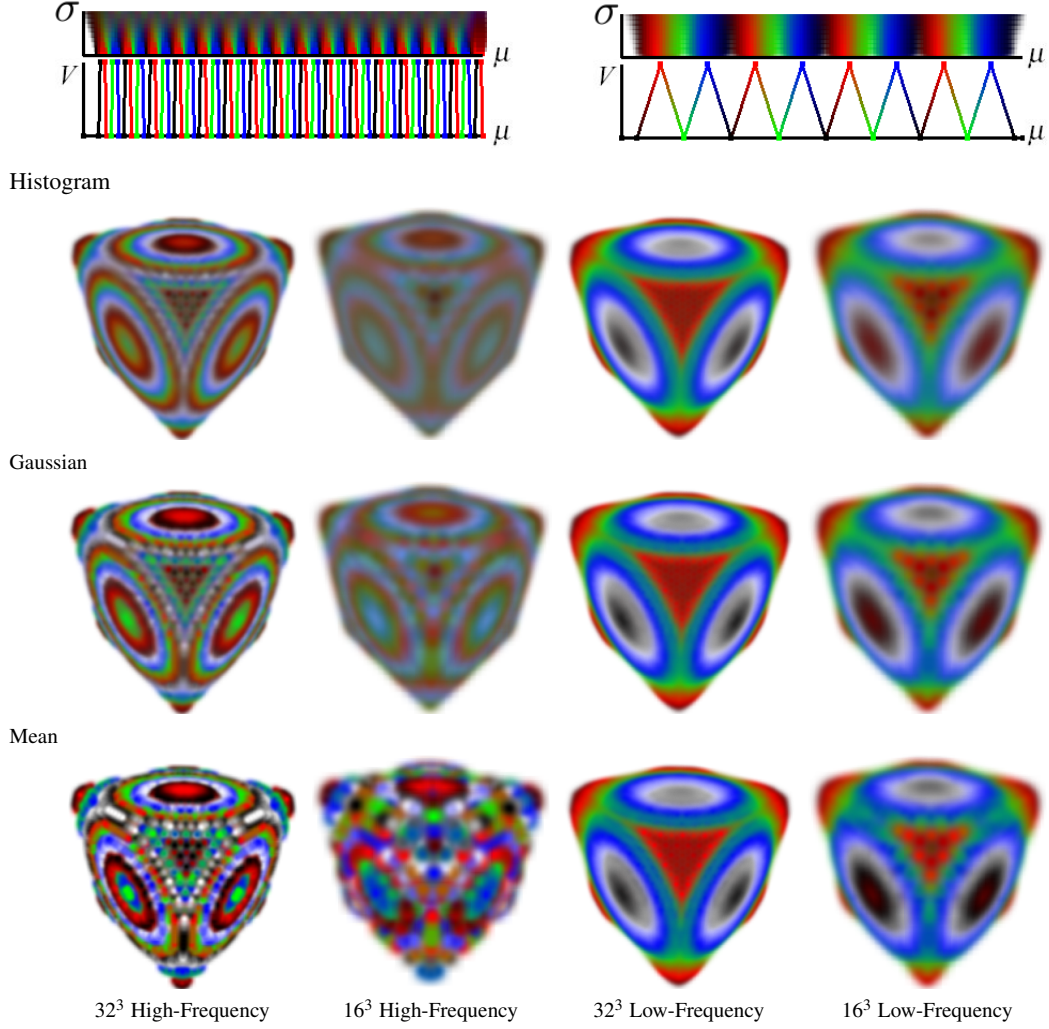 σ
μ
V
μ
σ
μ
V
μ
Histogram
Gaussian
Mean
32³ High-Frequency
16³ High-Frequency
32³ Low-Frequency
16³ Low-Frequency